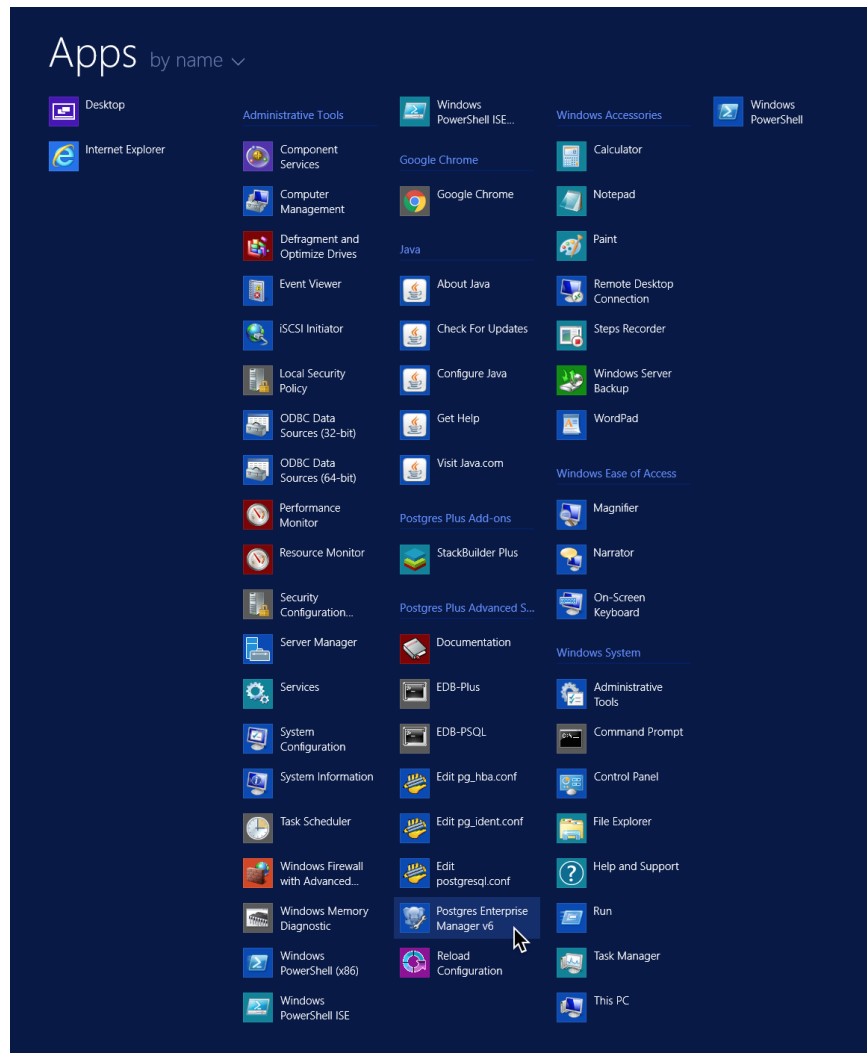 Apps by name
Desktop
Internet Explorer
Administrative Tools
Component
Services
Computer
Management
Defragment and
Optimize Drives
Event Viewer
iSCSI Initiator
Local Security
Policy
ODBC Data
Sources (32-bit)
ODBC Data
Sources (64-bit)
Performance
Monitor
Resource Monitor
Security
Configuration...
Server Manager
Services
System
Configuration
System Information
Task Scheduler
Windows Firewall
with Advanced...
Windows Memory
Diagnostic
Windows
PowerShell (x86)
Windows
PowerShell ISE
Windows
PowerShell ISE...
Google Chrome
Google Chrome
Java
About Java
Check For Updates
Configure Java
Get Help
Visit Java.com
Postgres Plus Add-ons
StackBuilder Plus
Postgres Plus Advanced S...
Documentation
EDB-Plus
EDB-PSQL
Edit pg_hba.conf
Edit pg_ident.conf
Edit
postgresql.conf
Postgres Enterprise
Manager v6
Reload
Configuration
Windows Accessories
Calculator
Notepad
Paint
Remote Desktop
Connection
Steps Recorder
Windows Server
Backup
WordPad
Windows Ease of Access
Magnifier
Narrator
On-Screen
Keyboard
Windows System
Administrative
Tools
Command Prompt
Control Panel
File Explorer
Help and Support
Run
Task Manager
This PC
Windows
PowerShell